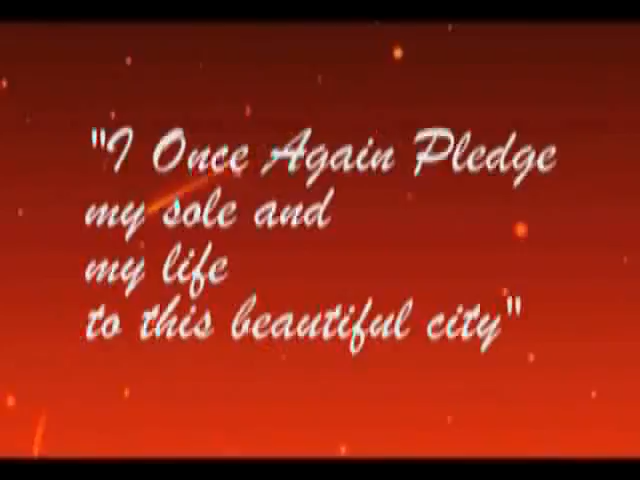 "I Once Again Pledge
my sole and
my life
to this beautiful city"